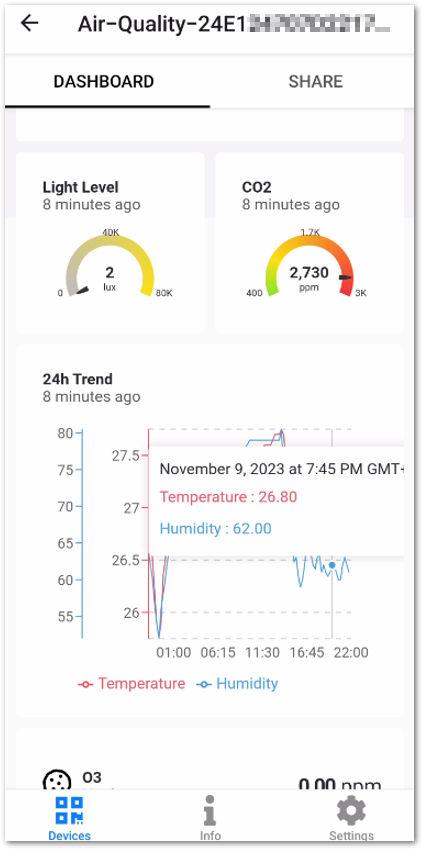 Air-Quality-24E1
DASHBOARD
SHARE
Light Level
8 minutes ago
40K
2
lux
0
80K
CO2
8 minutes ago
1.7K
2,730
ppm
400
3K
24h Trend
8 minutes ago
80
75
70
65
60
55
27.5
27
26.5
26
November 9, 2023 at 7:45 PM GMT+
Temperature : 26.80
Humidity : 62.00
01:00 06:15 11:30 16:45 22:00
Temperature Humidity
O3
0.00 ppm
Devices
Info
Settings